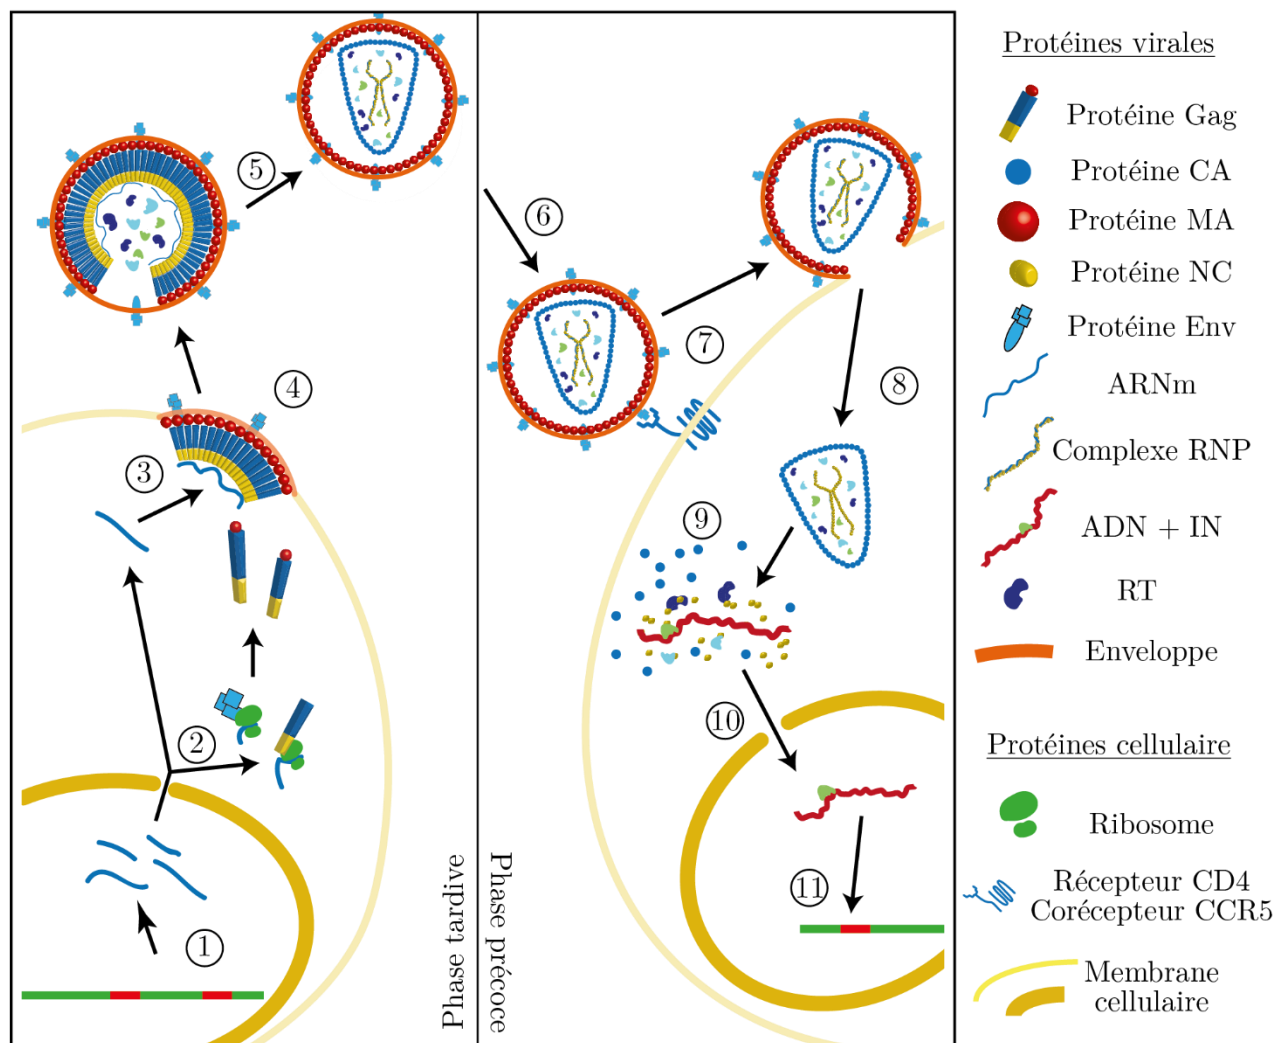 5
6
7
4
8
3
9
2
10
11
1
Phase tardive
Phase précoce
Protéines virales
Protéine Gag
Protéine CA
Protéine MA
Protéine NC
Protéine Env
ARNm
Complexe RNP
ADN + IN
RT
Enveloppe
Protéines cellulaire
Ribosome
Récepteur CD4
Corécepteur CCR5
Membrane
cellulaire